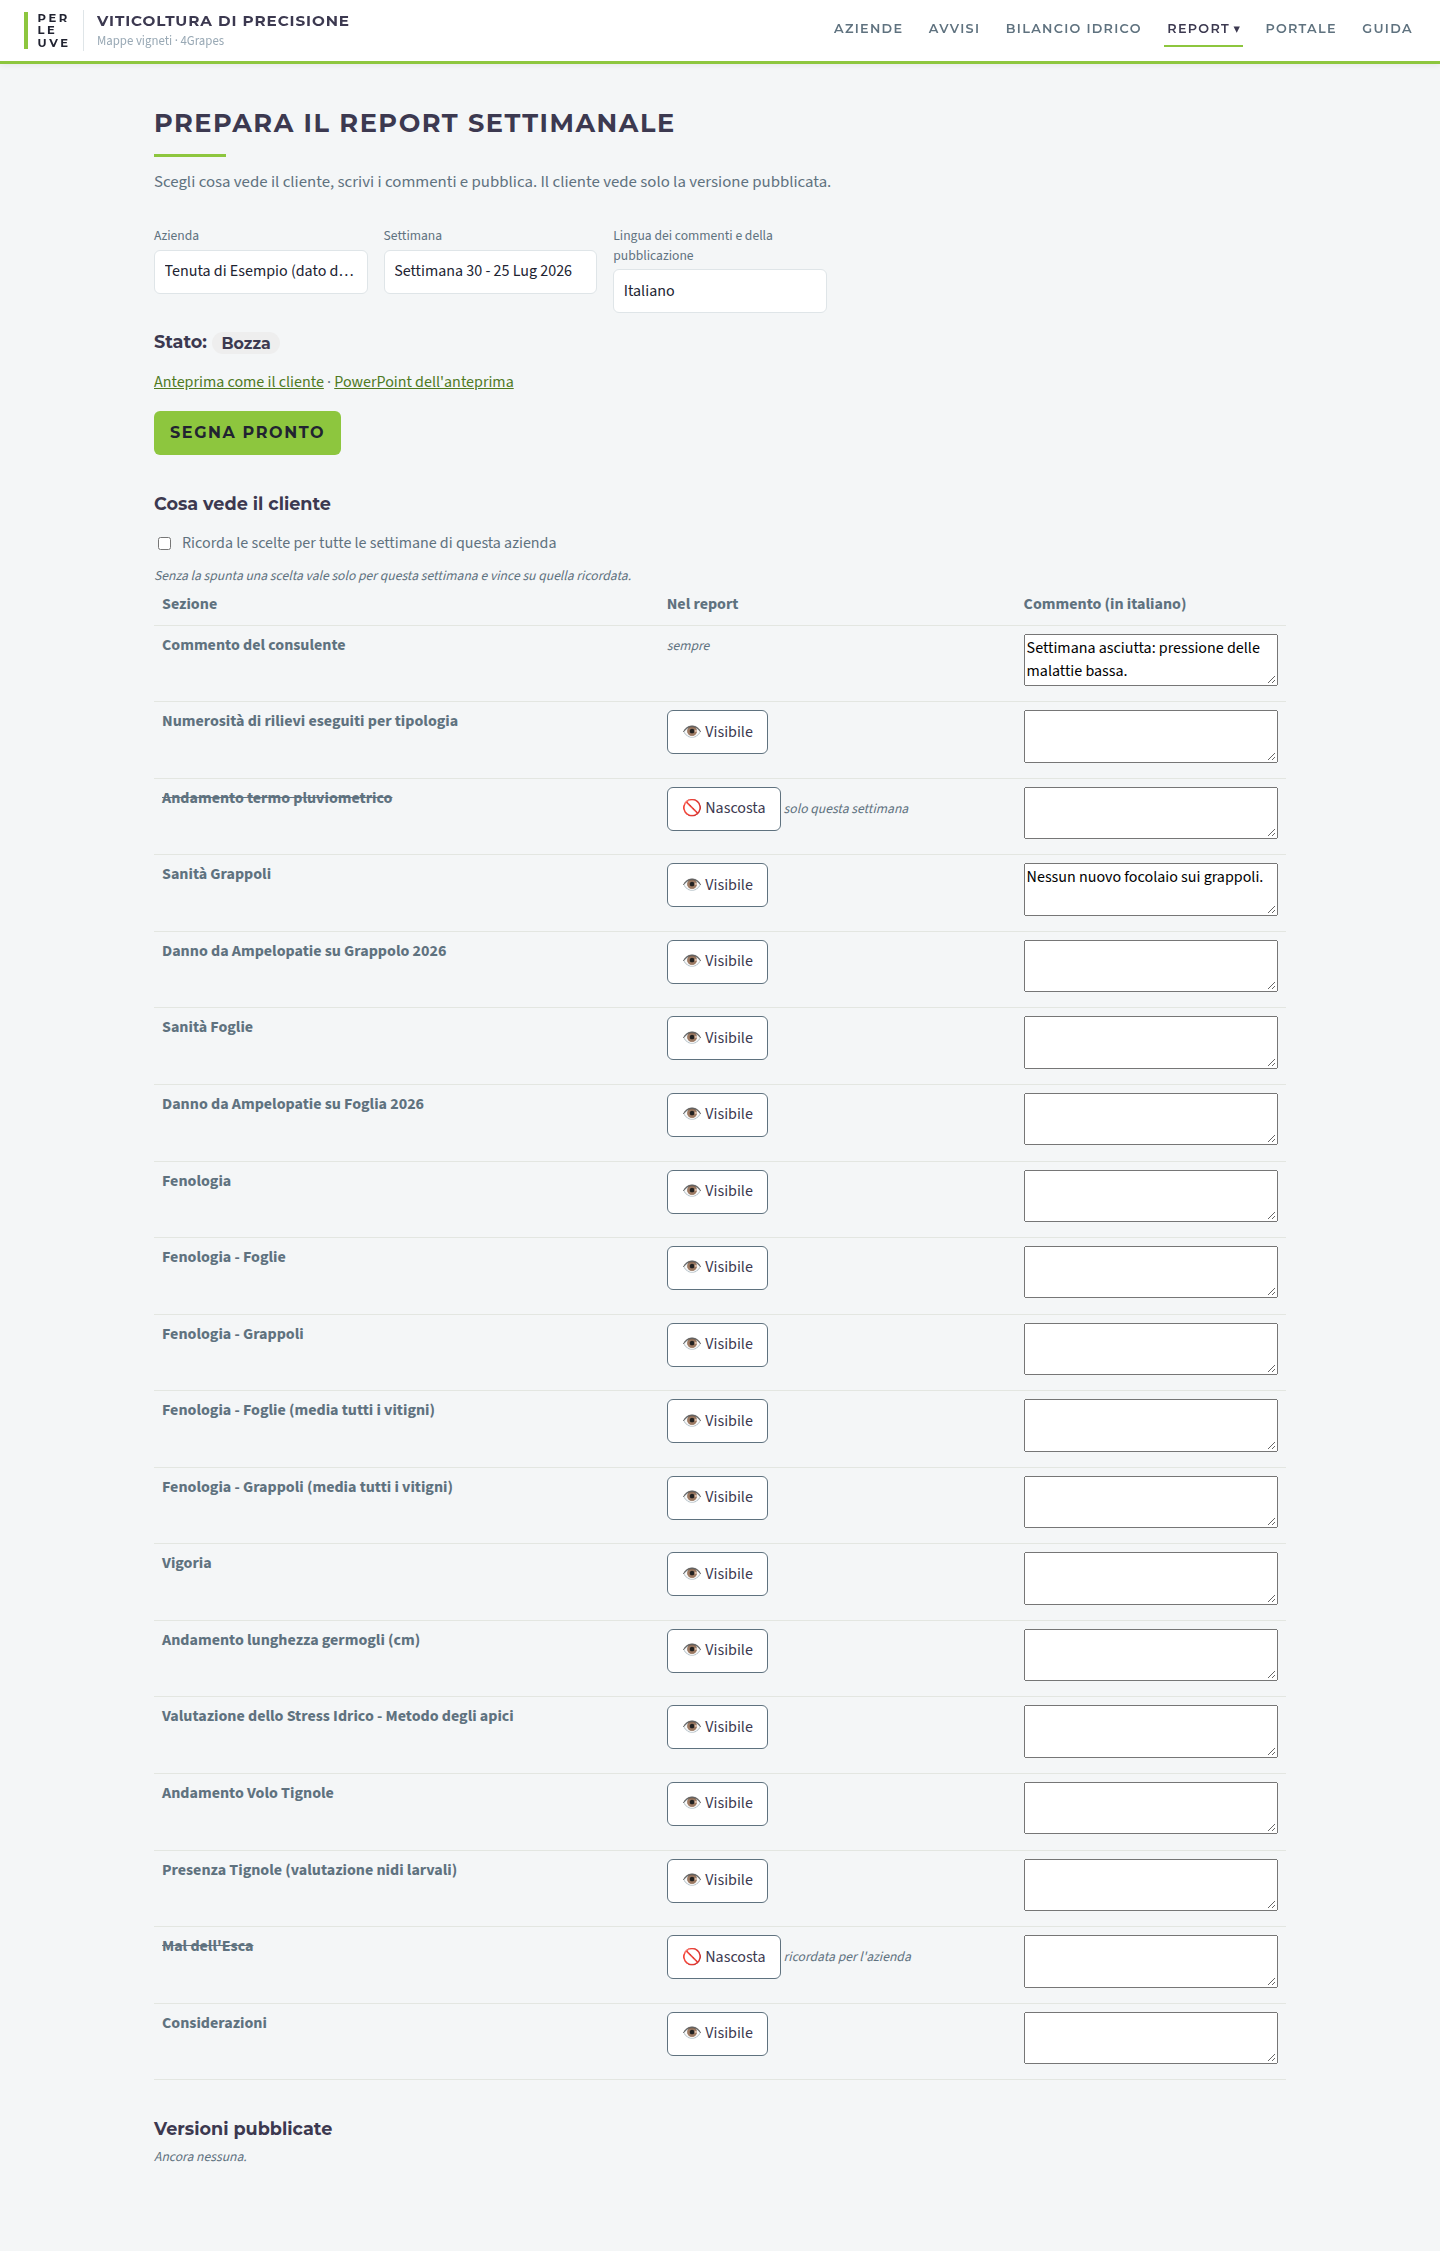 PER
LE
UVE
VITICOLTURA DI PRECISIONE
Mappe vigneti · 4Grapes
AZIENDE AVVISI BILANCIO IDRICO REPORT ▾ PORTALE GUIDA
PREPARA IL REPORT SETTIMANALE
Scegli cosa vede il cliente, scrivi i commenti e pubblica. Il cliente vede solo la versione pubblicata.
Azienda
Tenuta di Esempio (dato d…
Settimana
Settimana 30 - 25 Lug 2026
Lingua dei commenti e della
pubblicazione
Italiano
Stato: Bozza
Anteprima come il cliente · PowerPoint dell'anteprima
SEGNA PRONTO
Cosa vede il cliente
Ricorda le scelte per tutte le settimane di questa azienda
Senza la spunta una scelta vale solo per questa settimana e vince su quella ricordata.
Sezione Nel report Commento (in italiano)
Commento del consulente sempre
Settimana asciutta: pressione delle
malattie bassa.
Numerosità di rilievi eseguiti per tipologia Visibile
Andamento termo pluviometrico Nascosta solo questa settimana
Sanità Grappoli Visibile Nessun nuovo focolaio sui grappoli.
Danno da Ampelopatie su Grappolo 2026 Visibile
Sanità Foglie Visibile
Danno da Ampelopatie su Foglia 2026 Visibile
Fenologia Visibile
Fenologia - Foglie Visibile
Fenologia - Grappoli Visibile
Fenologia - Foglie (media tutti i vitigni) Visibile
Fenologia - Grappoli (media tutti i vitigni) Visibile
Vigoria Visibile
Andamento lunghezza germogli (cm) Visibile
Valutazione dello Stress Idrico - Metodo degli apici Visibile
Andamento Volo Tignole Visibile
Presenza Tignole (valutazione nidi larvali) Visibile
Mal dell'Esca Nascosta ricordata per l'azienda
Considerazioni Visibile
Versioni pubblicate
Ancora nessuna.